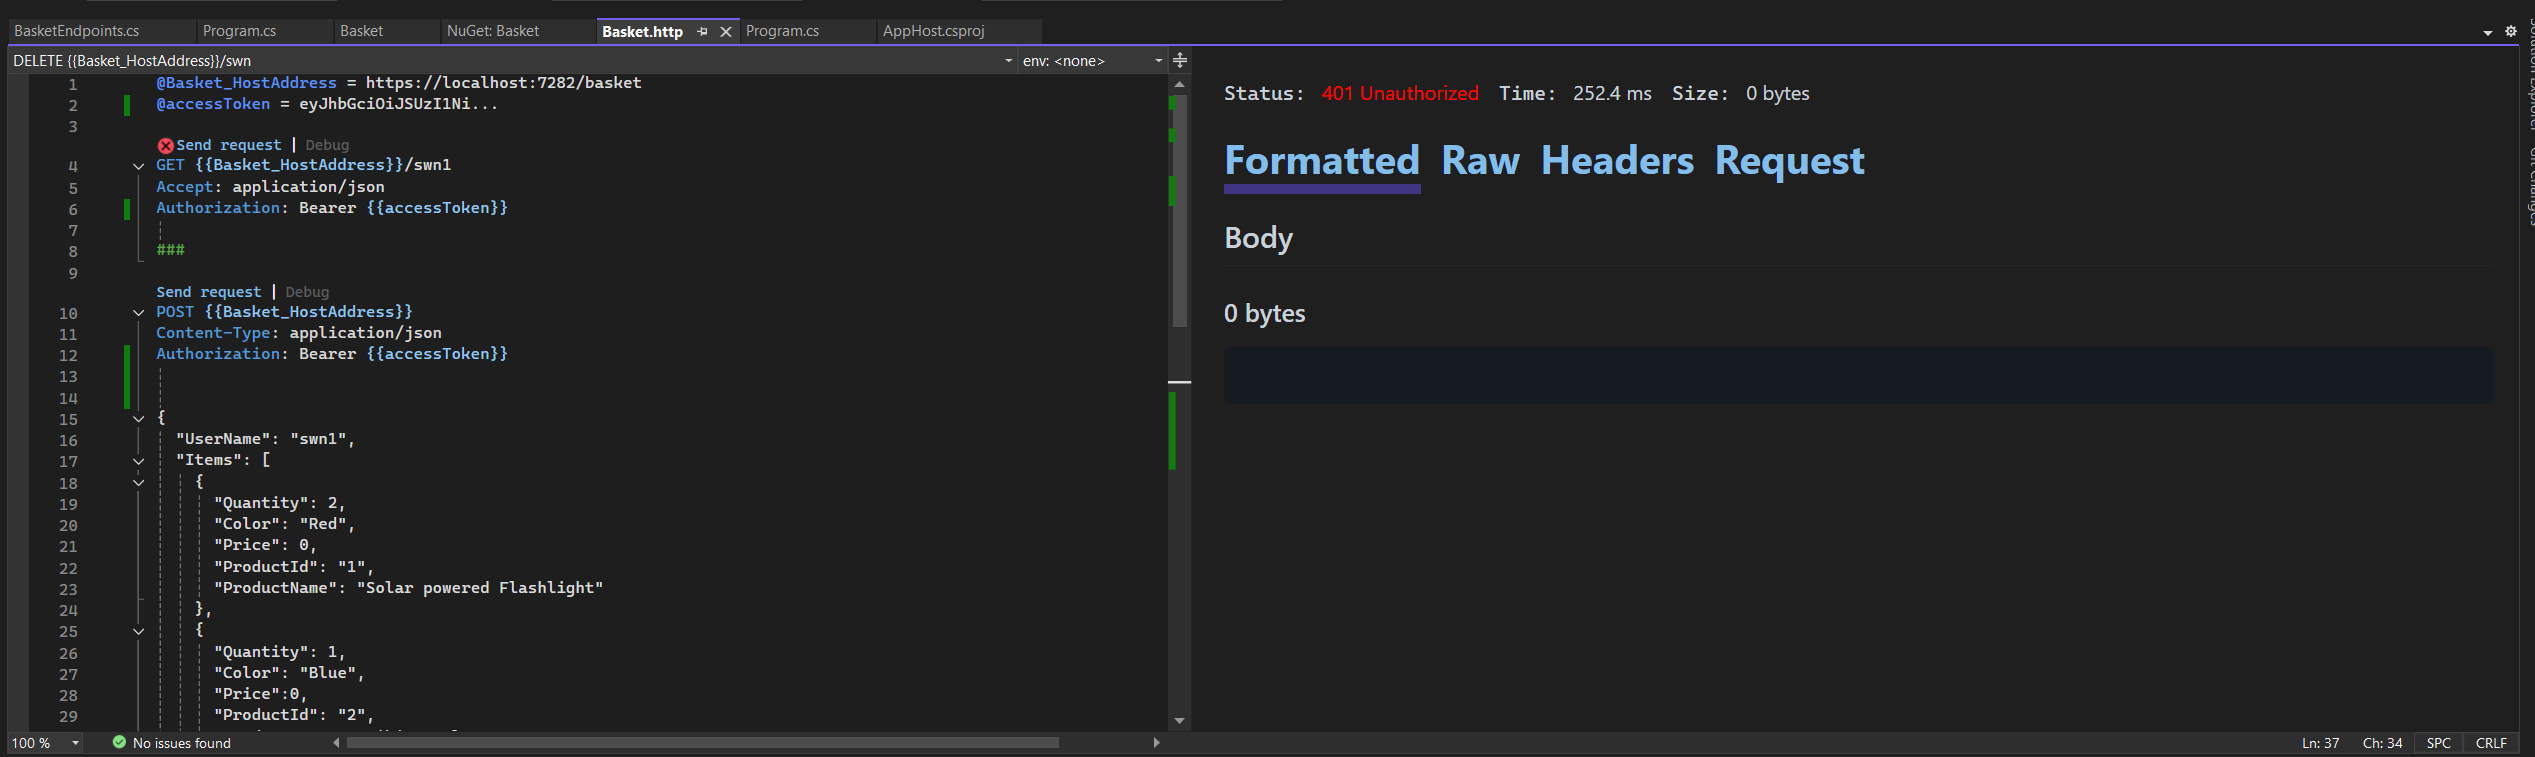 BasketEndpoints.cs Program.cs Basket NuGet: Basket Basket.http Program.cs AppHost.csproj
DELETE {{Basket_HostAddress}}/swn env: <none>
1 @Basket_HostAddress = https://localhost:7282/basket
2 @accessToken = eyJhbGciOiJSUzI1Ni...
3
Send request | Debug
4 GET {{Basket_HostAddress}}/swn1
5 Accept: application/json
6 Authorization: Bearer {{accessToken}}
7
8 ###
9
Send request | Debug
10 POST {{Basket_HostAddress}}
11 Content-Type: application/json
12 Authorization: Bearer {{accessToken}}
13
14
15 {
16 "UserName": "swn1",
17 "Items": [
18 {
19 "Quantity": 2,
20 "Color": "Red",
21 "Price": 0,
22 "ProductId": "1",
23 "ProductName": "Solar powered Flashlight"
24 },
25 {
26 "Quantity": 1,
27 "Color": "Blue",
28 "Price":0,
29 "ProductId": "2",
100 % No issues found
Status: 401 Unauthorized Time: 252.4 ms Size: 0 bytes
Formatted Raw Headers Request
Body
0 bytes
Ln: 37 Ch: 34 SPC CRLF